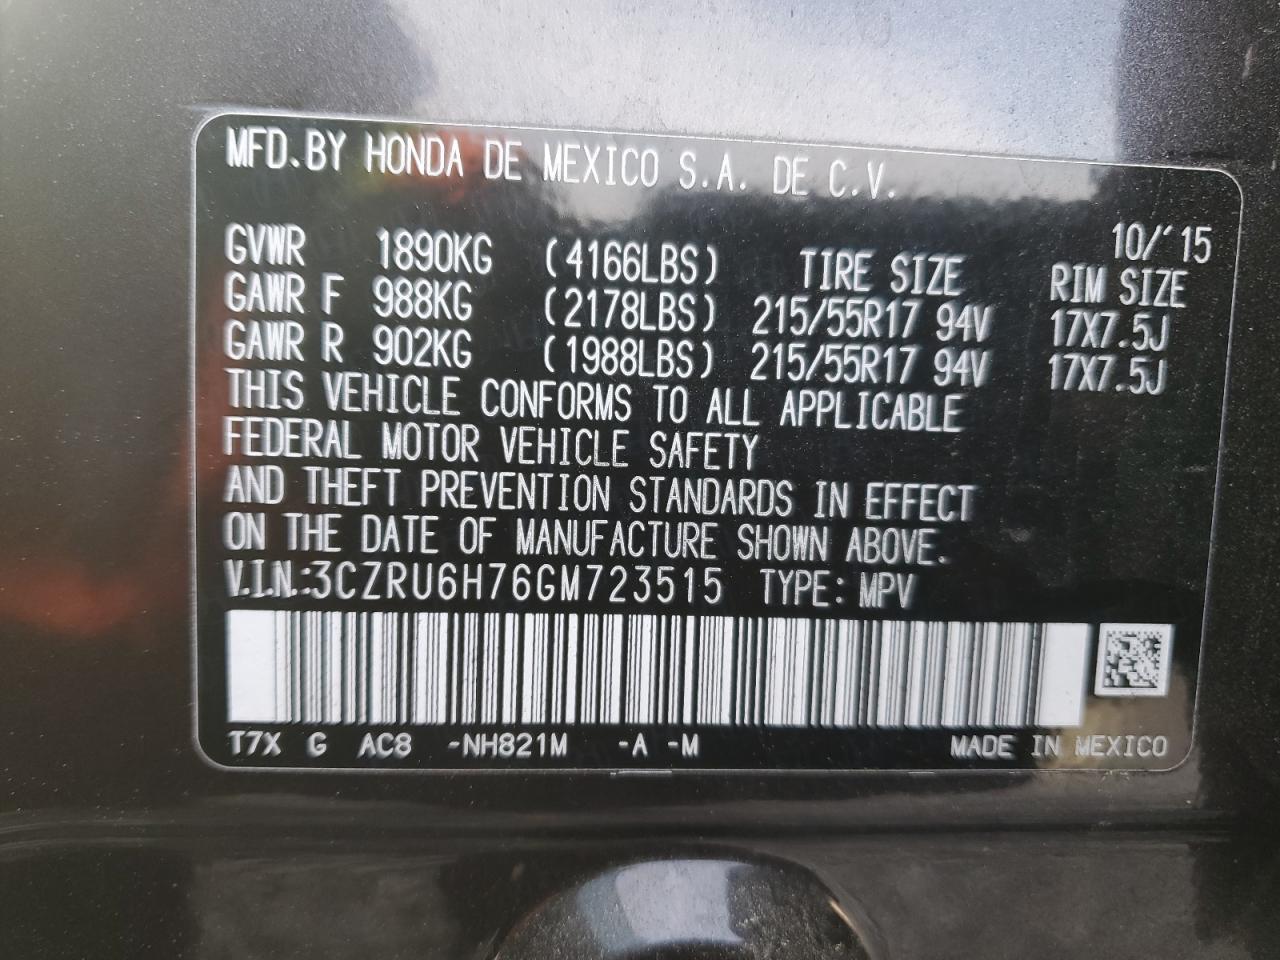 MFD.BY HONDA DE MEXICO S.A. DE C.V.
10/'15
GVWR 1890KG (4166LBS) TIRE SIZE RIM SIZE
GAWR F 988KG (2178LBS) 215/55R17 94V 17X7.5J
GAWR R 902KG (1988LBS) 215/55R17 94V 17X7.5J
THIS VEHICLE CONFORMS TO ALL APPLICABLE
FEDERAL MOTOR VEHICLE SAFETY
AND THEFT PREVENTION STANDARDS IN EFFECT
ON THE DATE OF MANUFACTURE SHOWN ABOVE.
V.I.N.:3CZRU6H76GM723515 TYPE: MPV
T7X G AC8 -NH821M -A -M MADE IN MEXICO